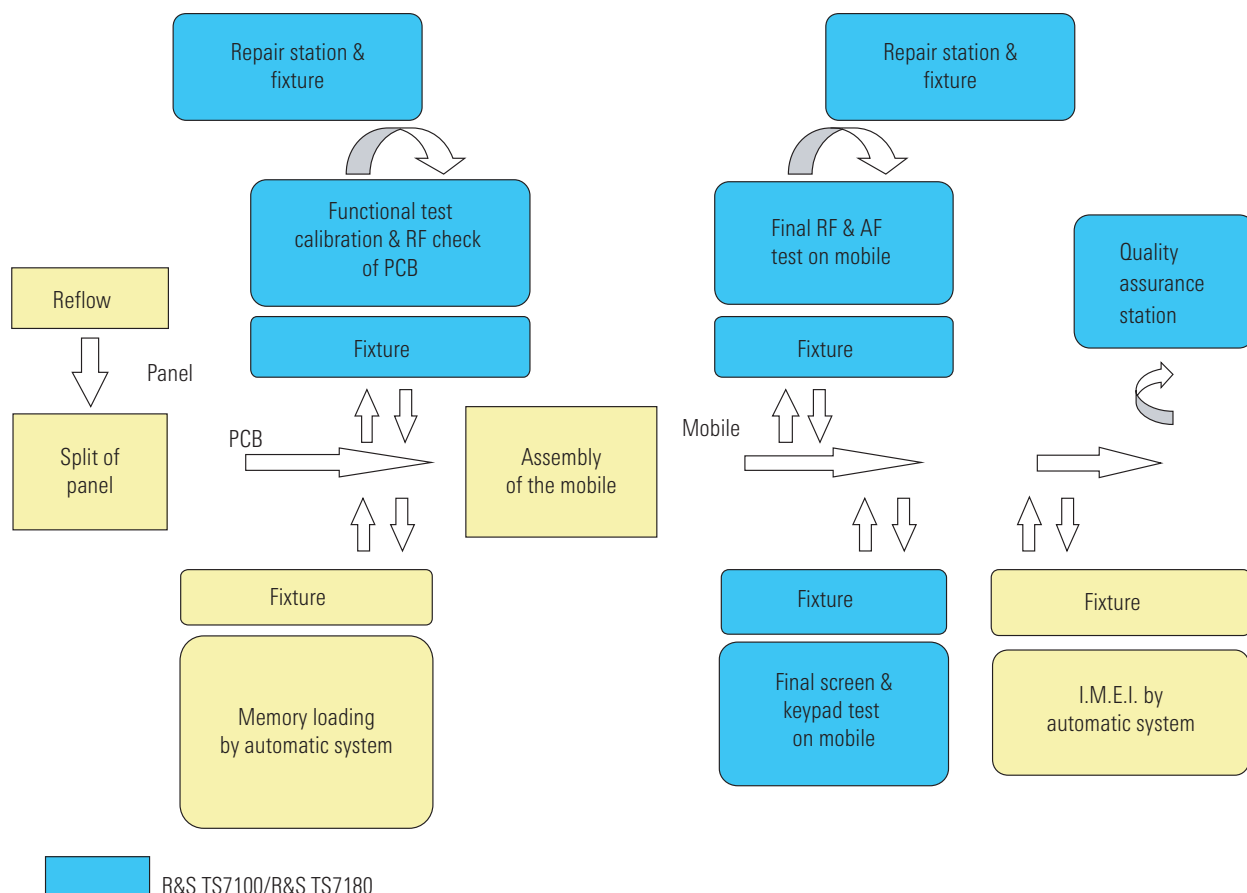 Repair station &
fixture
Repair station &
fixture
Functional test
calibration & RF check
of PCB
Final RF & AF
test on mobile
Quality
assurance
station
Reflow
Fixture
Fixture
Panel
Split of
panel
PCB
Assembly
of the mobile
Mobile
Fixture
Fixture
Fixture
Memory loading
by automatic system
Final screen &
keypad test
on mobile
I.M.E.I. by
automatic system
R&S TS7100/R&S TS7180